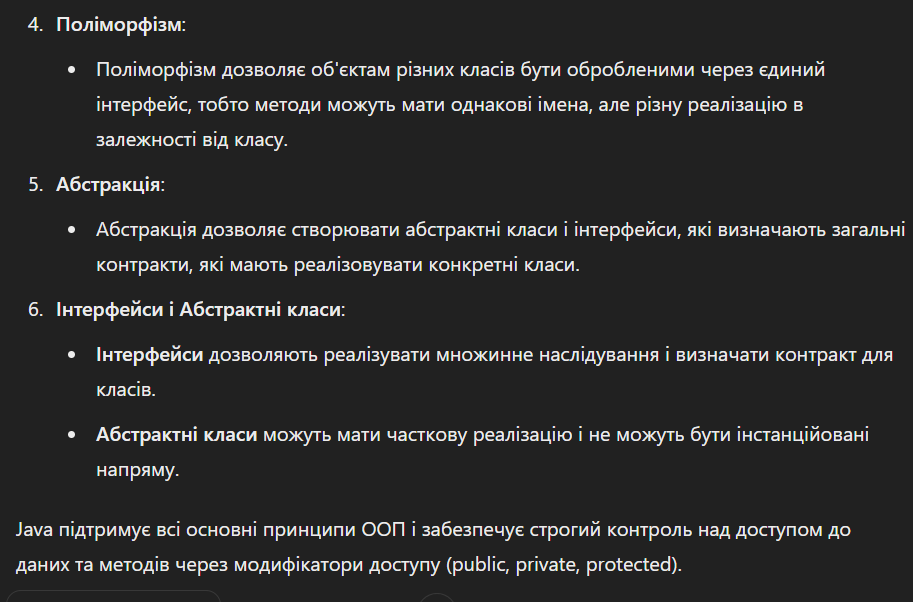 4. Поліморфізм:
• Поліморфізм дозволяє об'єктам різних класів бути обробленими через єдиний
інтерфейс, тобто методи можуть мати однакові імена, але різну реалізацію в
залежності від класу.
5. Абстракція:
• Абстракція дозволяє створювати абстрактні класи і інтерфейси, які визначають загальні
контракти, які мають реалізовувати конкретні класи.
6. Інтерфейси і Абстрактні класи:
• Інтерфейси дозволяють реалізувати множинне наслідування і визначати контракт для
класів.
• Абстрактні класи можуть мати часткову реалізацію і не можуть бути інстанційовані
напряму.
Java підтримує всі основні принципи ООП і забезпечує строгий контроль над доступом до
даних та методів через модифікатори доступу (public, private, protected).